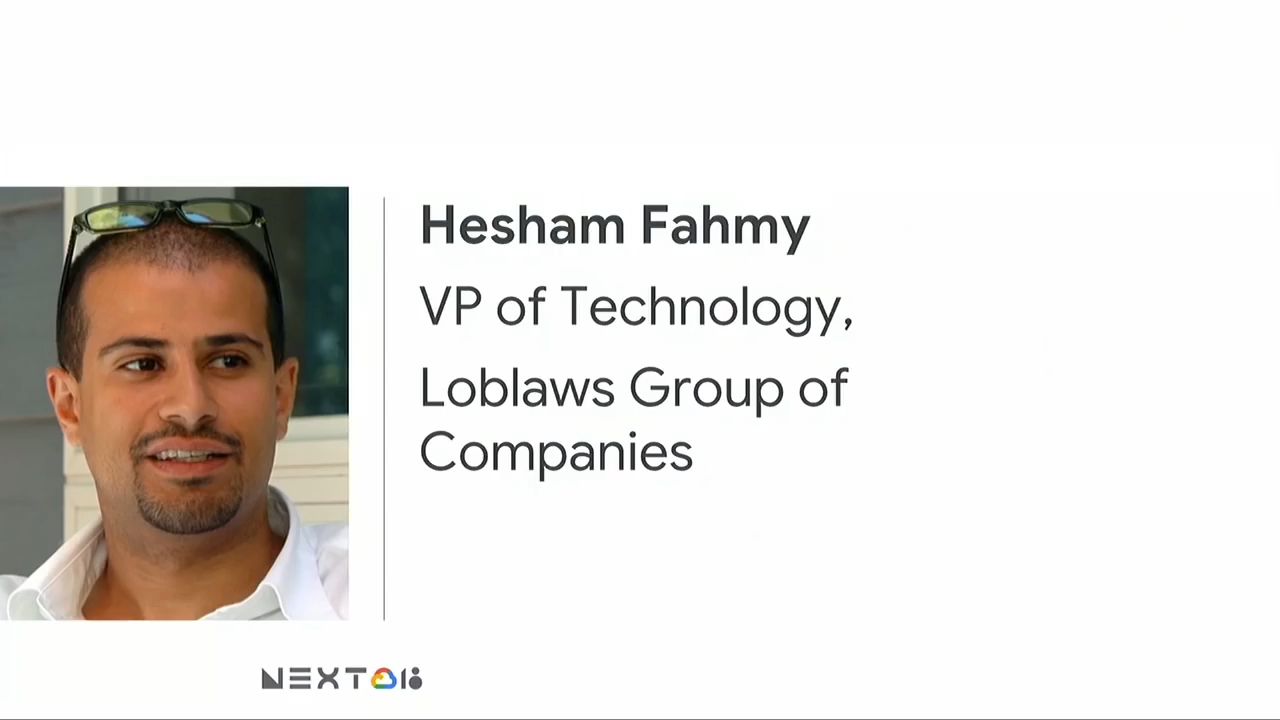 Hesham Fahmy
VP of Technology,
Loblaws Group of
Companies
NEXT 18